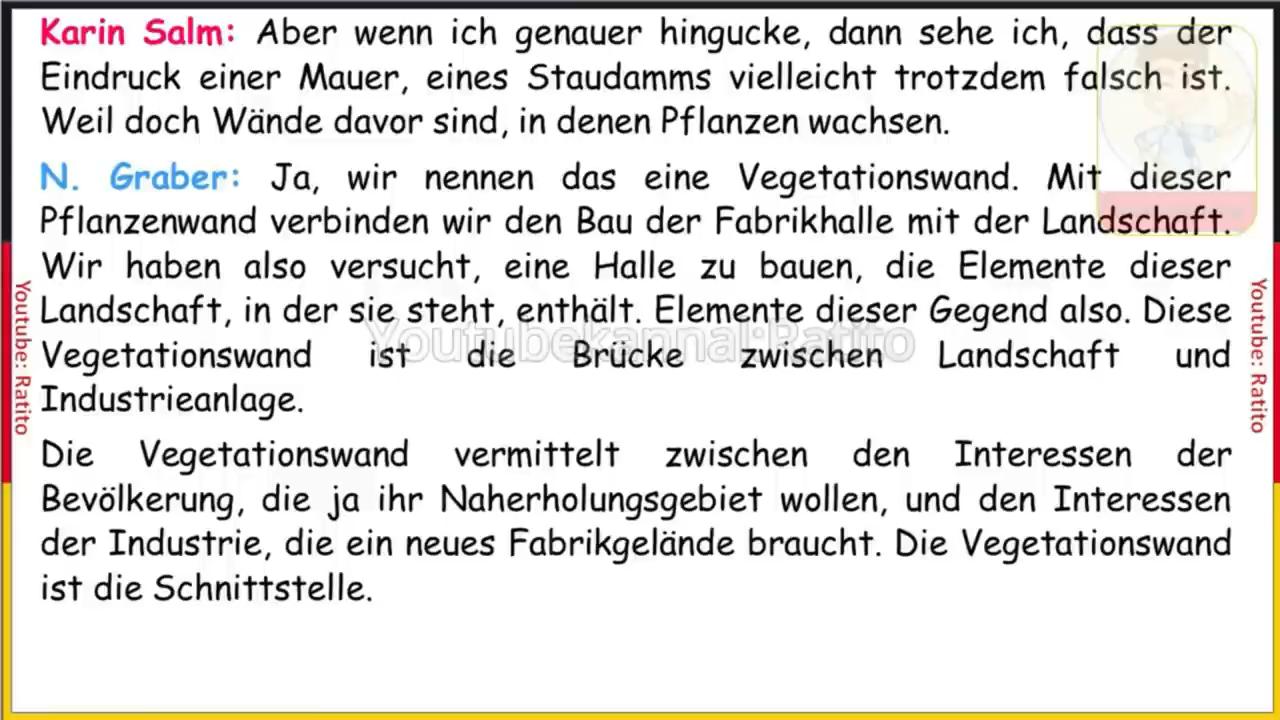 Karin Salm: Aber wenn ich genauer hingucke, dann sehe ich, dass der
Eindruck einer Mauer, eines Staudamms vielleicht trotzdem falsch ist.
Weil doch Wände davor sind, in denen Pflanzen wachsen.
N. Graber: Ja, wir nennen das eine Vegetationswand. Mit dieser
Pflanzenwand verbinden wir den Bau der Fabrikhalle mit der Landschaft.
Wir haben also versucht, eine Halle zu bauen, die Elemente dieser
Landschaft, in der sie steht, enthält. Elemente dieser Gegend also. Diese
Vegetationswand ist die Brücke zwischen Landschaft und
Industrieanlage.
Die Vegetationswand vermittelt zwischen den Interessen der
Bevölkerung, die ja ihr Naherholungsgebiet wollen, und den Interessen
der Industrie, die ein neues Fabrikgelände braucht. Die Vegetationswand
ist die Schnittstelle.
Youtube: Ratito
Youtubekannal: Ratito
Youtube: Ratito